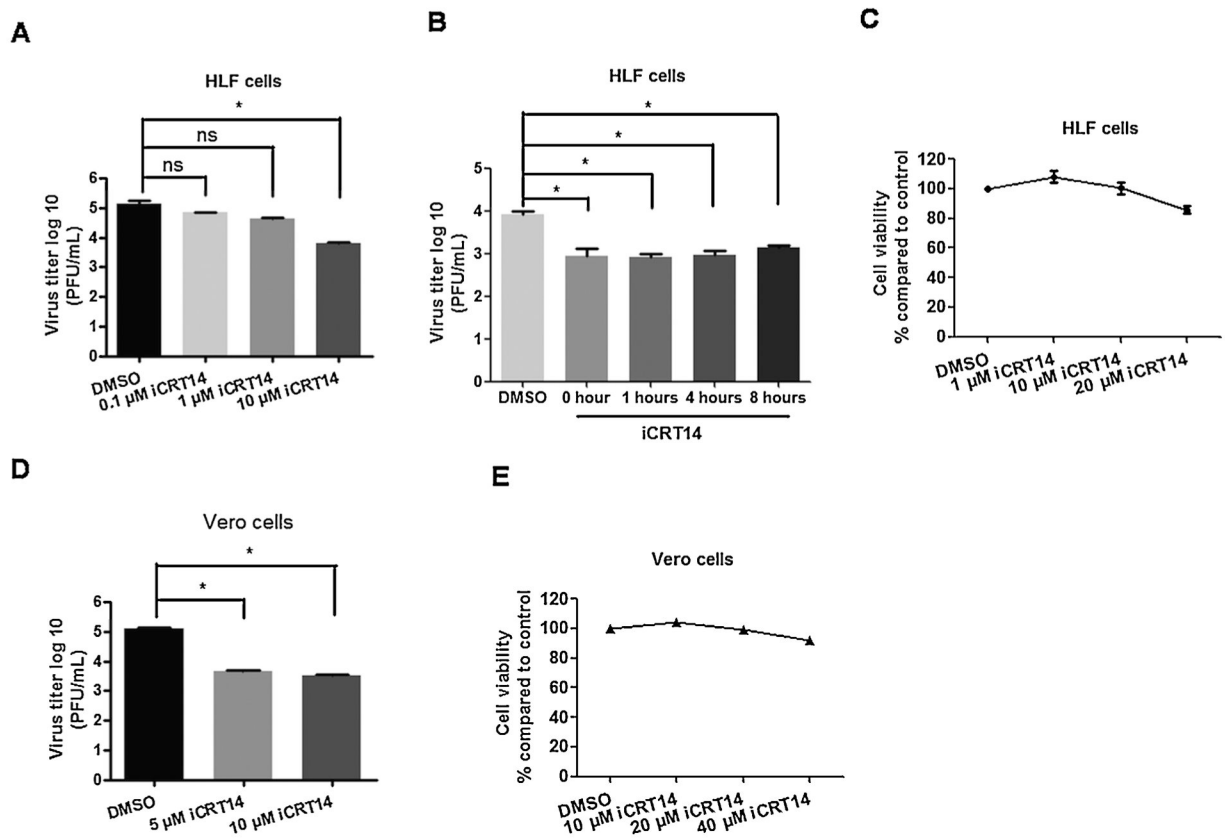 A
HLF cells
*
ns
ns
Virus titer log 10
(PFU/mL)
6
5
4
3
2
1
0
DMSO
0.1 µM iCRT14
1 µM iCRT14
10 µM iCRT14
B
HLF cells
*
*
*
*
Virus titer log 10
(PFU/mL)
5
4
3
2
1
0
DMSO
0 hour
1 hours
4 hours
8 hours
iCRT14
C
HLF cells
Cell viability
% compared to control
120
100
80
60
40
20
0
DMSO
1 µM iCRT14
10 µM iCRT14
20 µM iCRT14
D
Vero cells
*
*
Virus titer log 10
(PFU/mL)
6
5
4
3
2
1
0
DMSO
5 µM iCRT14
10 µM iCRT14
E
Vero cells
Cell viability
% compared to control
120
100
80
60
40
20
0
DMSO
10 µM iCRT14
20 µM iCRT14
40 µM iCRT14